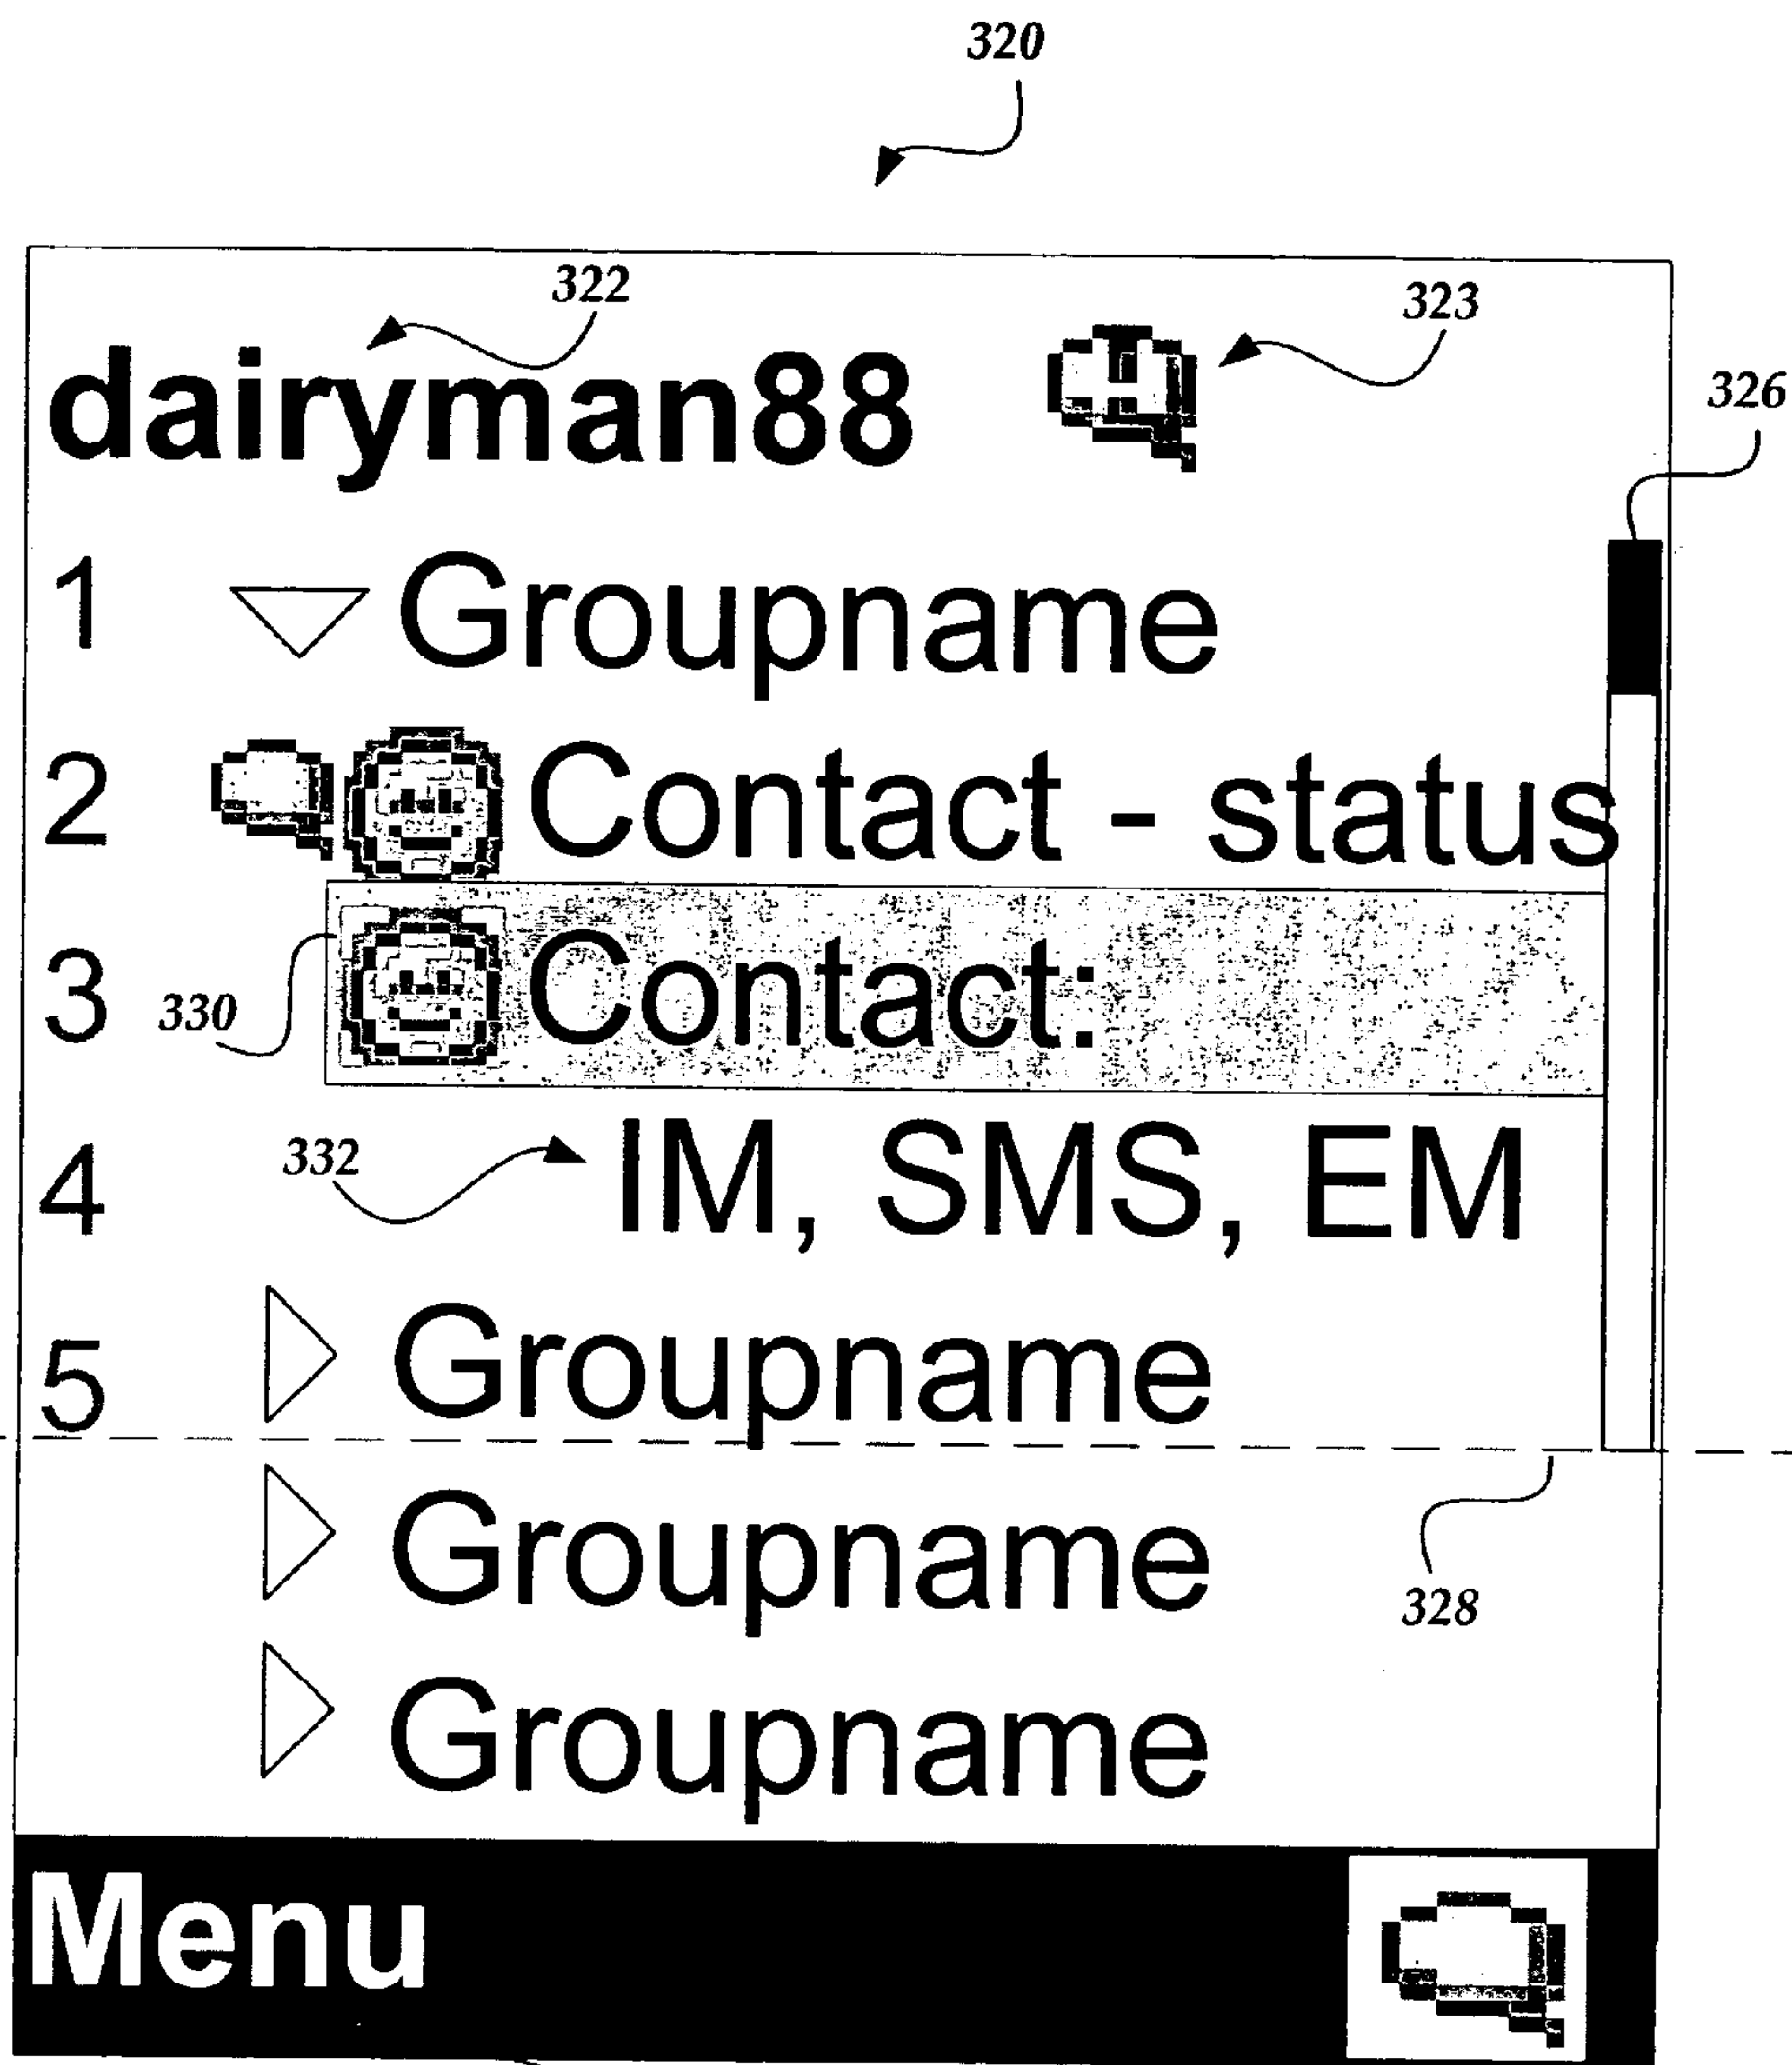 320
322
323
dairyman88
326
1 Groupname
2 Contact - status
3 Contact:
330
4 IM, SMS, EM
332
5 Groupname
Groupname
328
Groupname
Menu